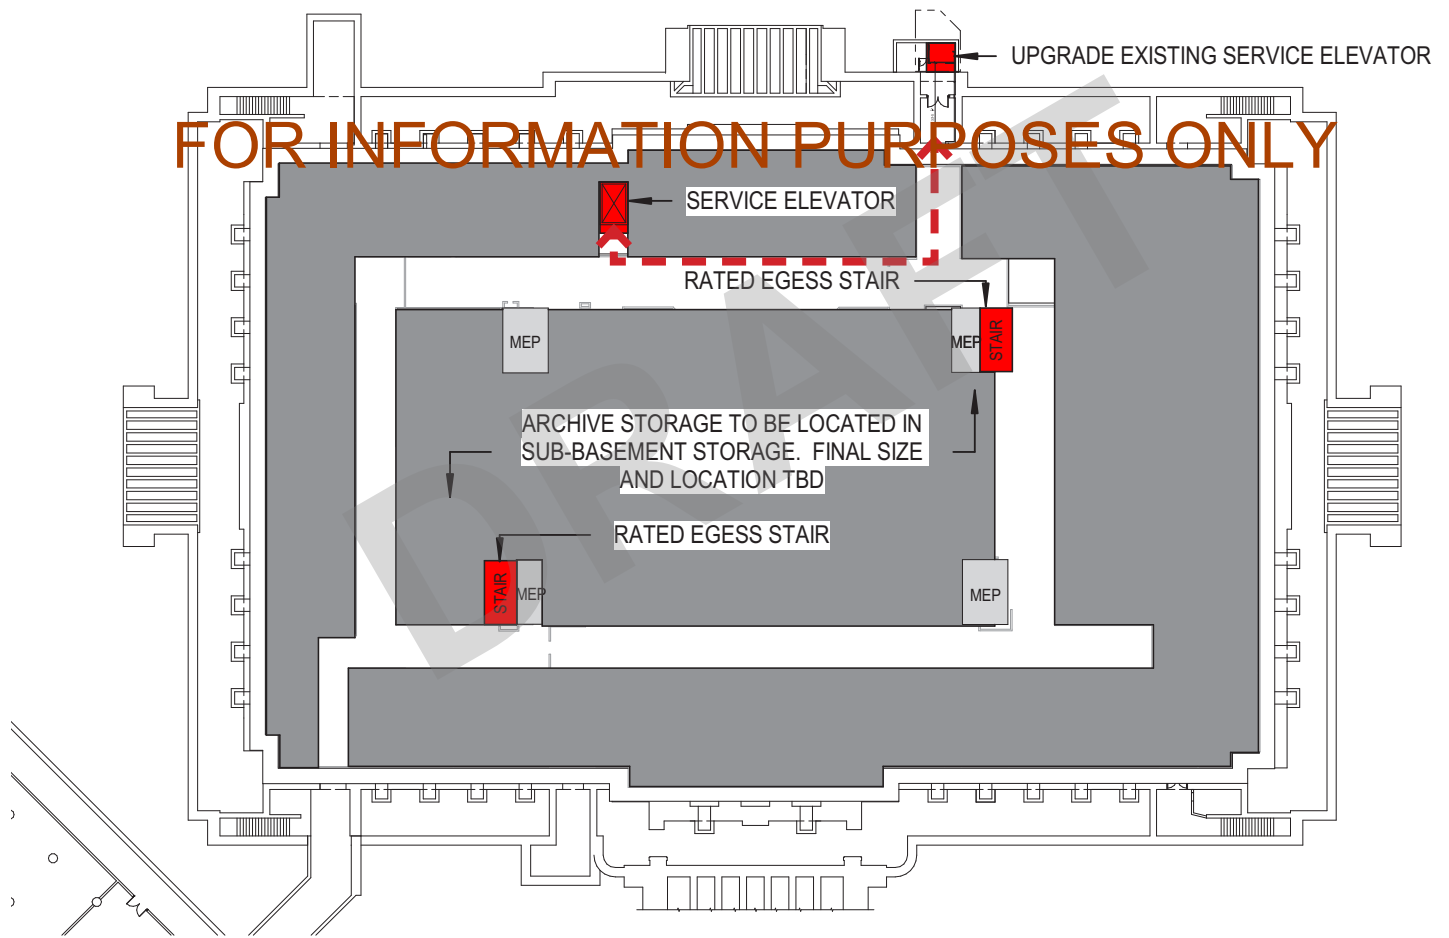 UPGRADE EXISTING SERVICE ELEVATOR
FOR INFORMATION PURPOSES ONLY
SERVICE ELEVATOR
RATED EGESS STAIR
MEP
MEP
STAIR
ARCHIVE STORAGE TO BE LOCATED IN
SUB-BASEMENT STORAGE. FINAL SIZE
AND LOCATION TBD
RATED EGESS STAIR
STAIR
MEP
MEP
DRAFT